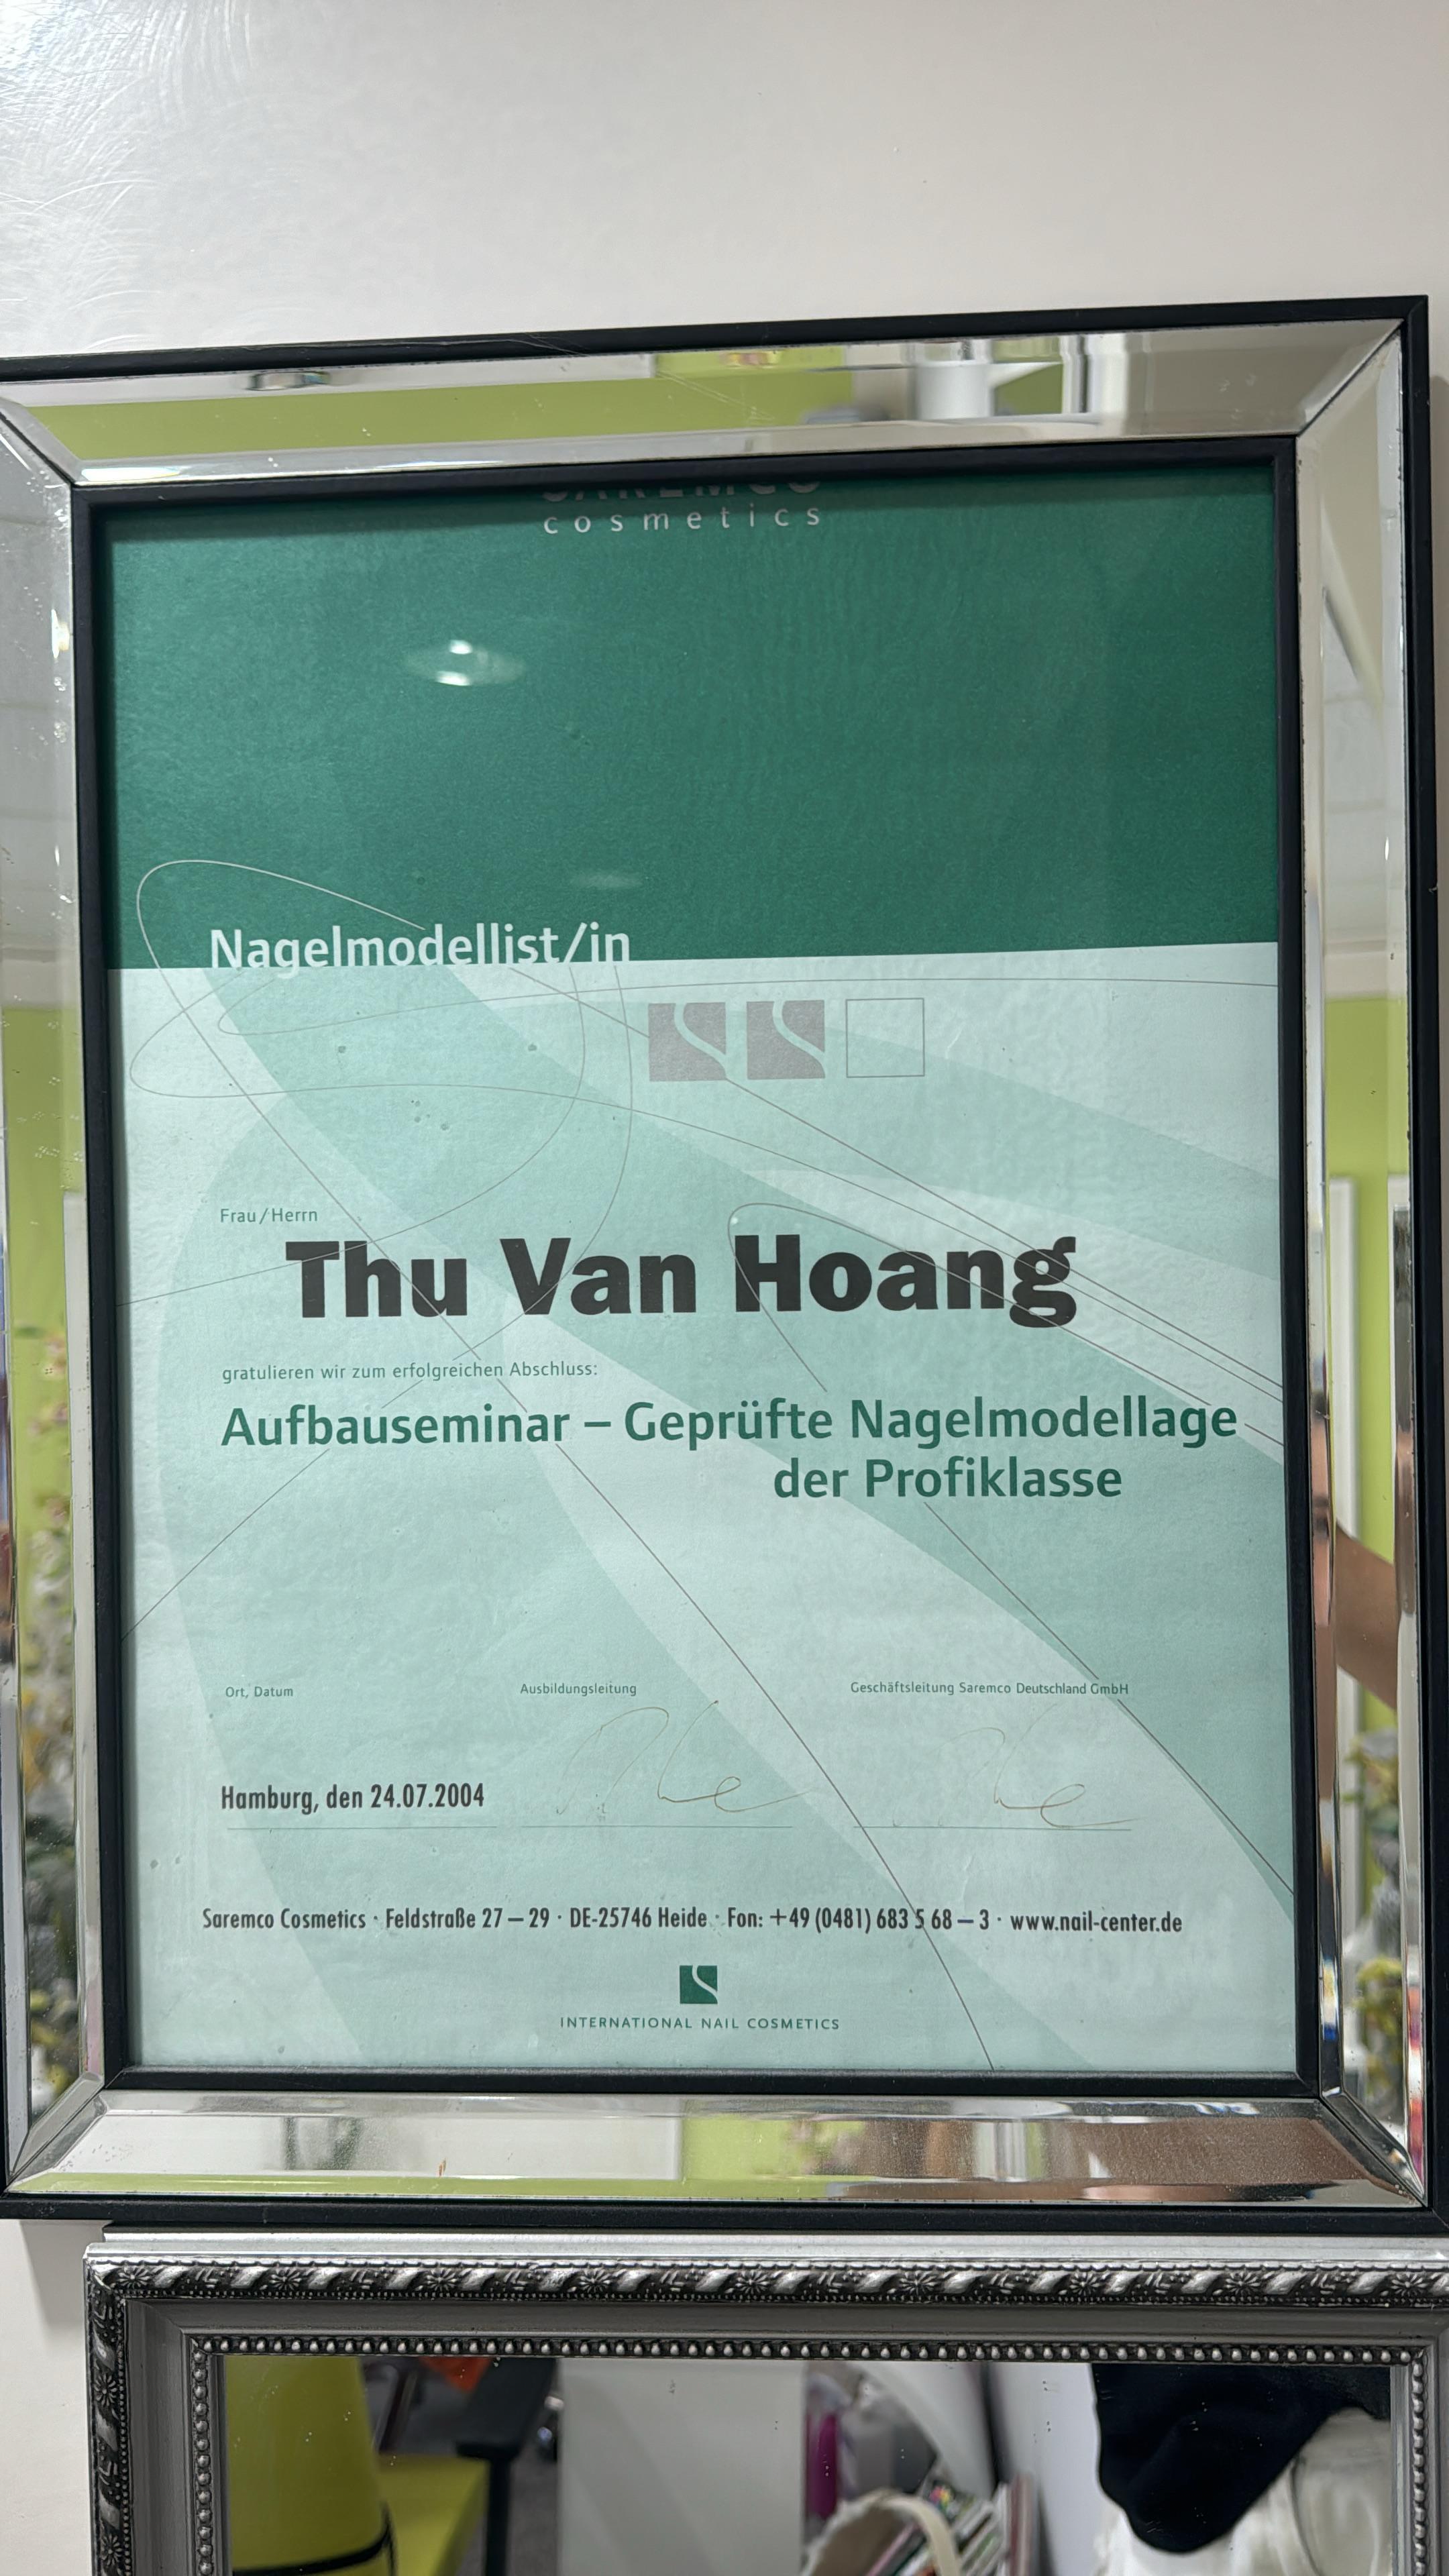 SAREMCO
cosmetics
Nagelmodellist/in
Frau/Herrn
Thu Van Hoang
gratulieren wir zum erfolgreichen Abschluss:
Aufbauseminar – Geprüfte Nagelmodellage
der Profiklasse
Ort, Datum
Ausbildungsleitung
Geschäftsleitung Saremco Deutschland GmbH
Hamburg, den 24.07.2004
Saremco Cosmetics · Feldstraße 27 – 29 · DE-25746 Heide · Fon: +49 (0481) 683 5 68 – 3 · www.nail-center.de
INTERNATIONAL NAIL COSMETICS